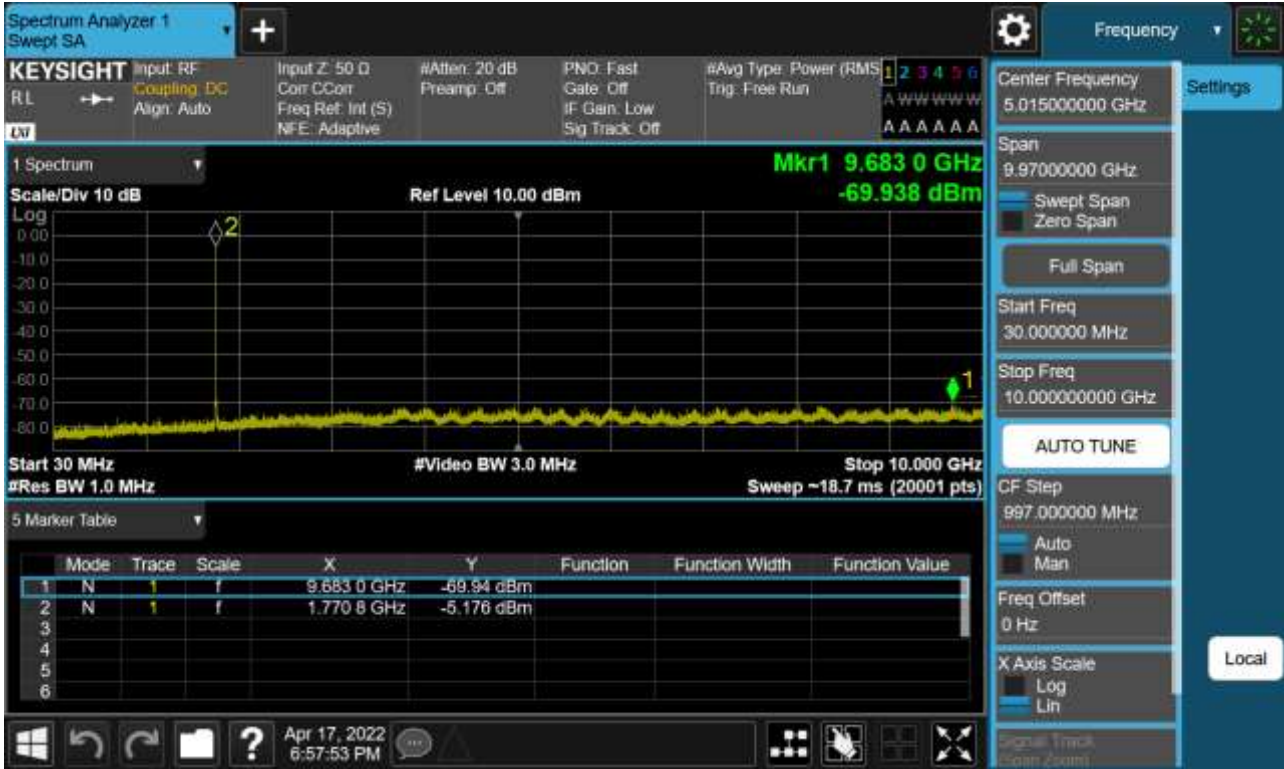 Spectrum Analyzer 1
Swept SA
+
Frequency
KEYSIGHT
RL
LXI
Input: RF
Coupling: DC
Align: Auto
Input Z: 50 Ω
Corr CCorr
Freq Ref: Int (S)
NFE: Adaptive
#Atten: 20 dB
Preamp: Off
PNO: Fast
Gate: Off
IF Gain: Low
Sig Track: Off
#Avg Type: Power (RMS
Trig: Free Run
1 2 3 4 5 6
A W W W W W
A A A A A A
1 Spectrum
Mkr1 9.683 0 GHz
Scale/Div 10 dB
Ref Level 10.00 dBm
-69.938 dBm
Log
0.00
-10.0
-20.0
-30.0
-40.0
-50.0
-60.0
-70.0
-80.0
2
1
Start 30 MHz
#Video BW 3.0 MHz
Stop 10.000 GHz
#Res BW 1.0 MHz
Sweep ~18.7 ms (20001 pts)
5 Marker Table
Mode Trace Scale X Y Function Function Width Function Value
1 N 1 f 9.683 0 GHz -69.94 dBm
2 N 1 f 1.770 8 GHz -5.176 dBm
3
4
5
6
Apr 17, 2022
6:57:53 PM
?
Center Frequency
5.015000000 GHz
Span
9.97000000 GHz
Swept Span
Zero Span
Full Span
Start Freq
30.000000 MHz
Stop Freq
10.000000000 GHz
AUTO TUNE
CF Step
997.000000 MHz
Auto
Man
Freq Offset
0 Hz
X Axis Scale
Log
Lin
Signal Track
(Span Zoom)
Settings
Local